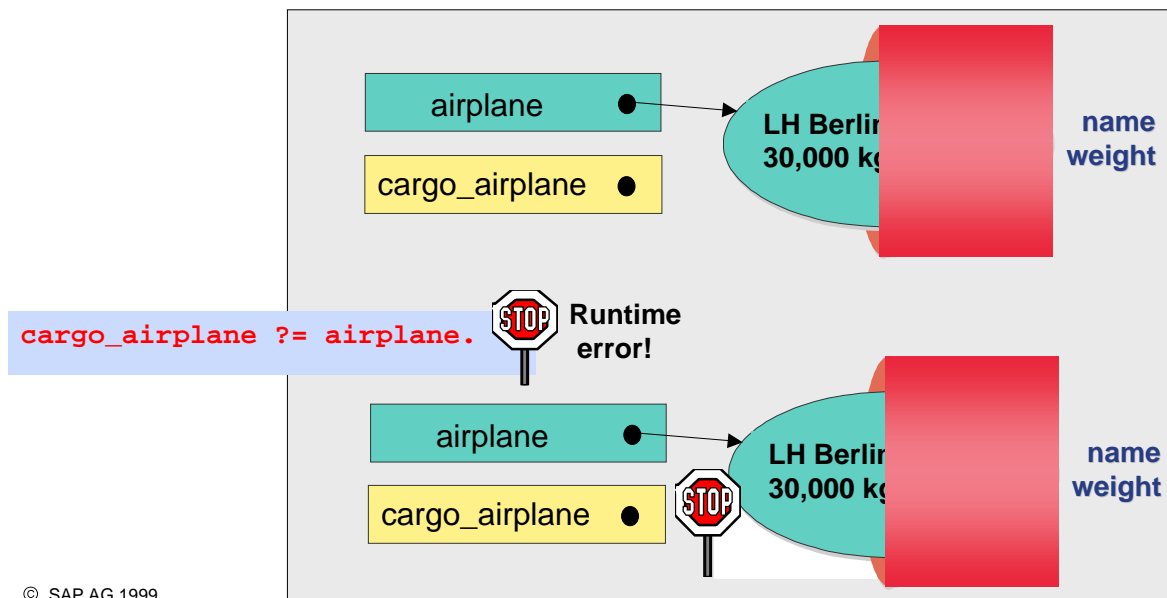 airplane
LH Berlin
30,000 kg
name
weight
cargo_airplane
cargo_airplane ?= airplane.
STOP
Runtime
error!
airplane
LH Berlin
30,000 kg
name
weight
cargo_airplane
STOP
© SAP AG 1999